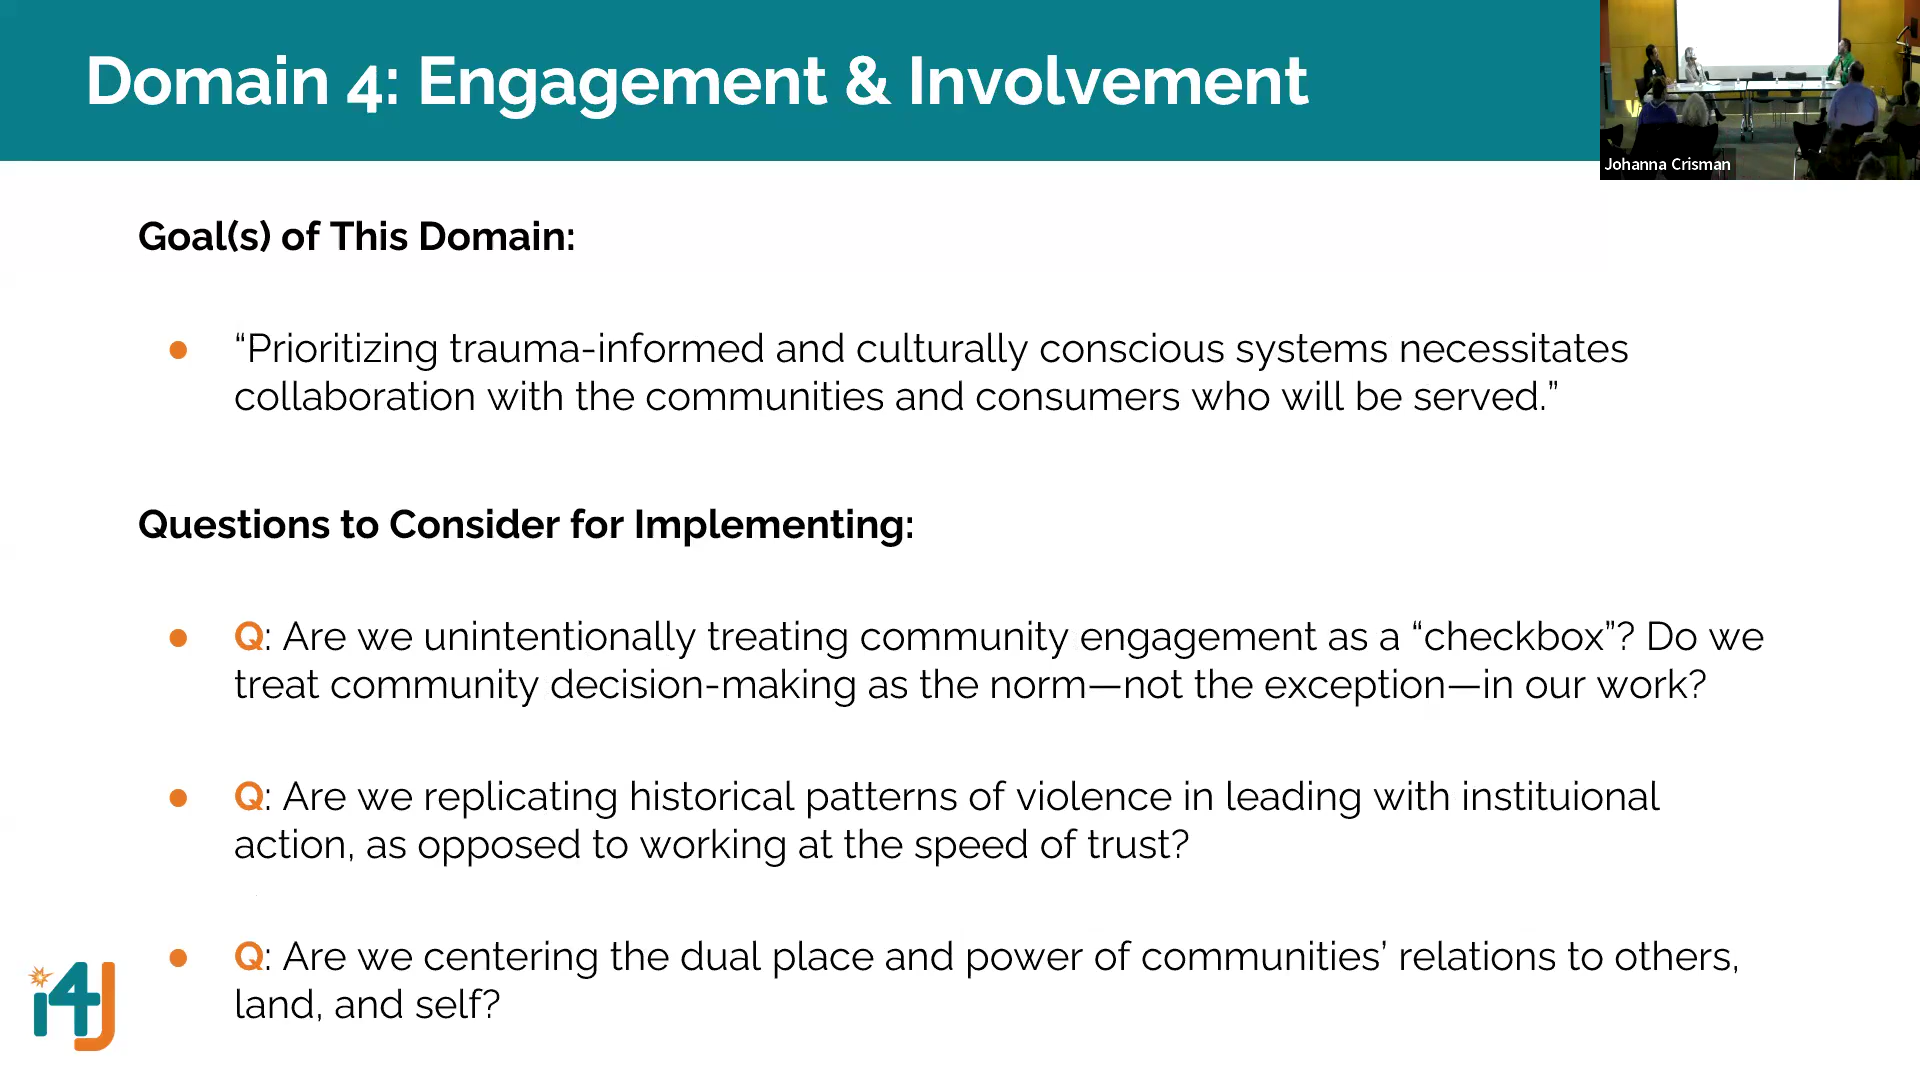 Domain 4: Engagement & Involvement
Johanna Crisman
Goal(s) of This Domain:
● “Prioritizing trauma-informed and culturally conscious systems necessitates
collaboration with the communities and consumers who will be served.”
Questions to Consider for Implementing:
● Q: Are we unintentionally treating community engagement as a “checkbox”? Do we
treat community decision-making as the norm—not the exception—in our work?
● Q: Are we replicating historical patterns of violence in leading with instituional
action, as opposed to working at the speed of trust?
● Q: Are we centering the dual place and power of communities’ relations to others,
land, and self?
i4J